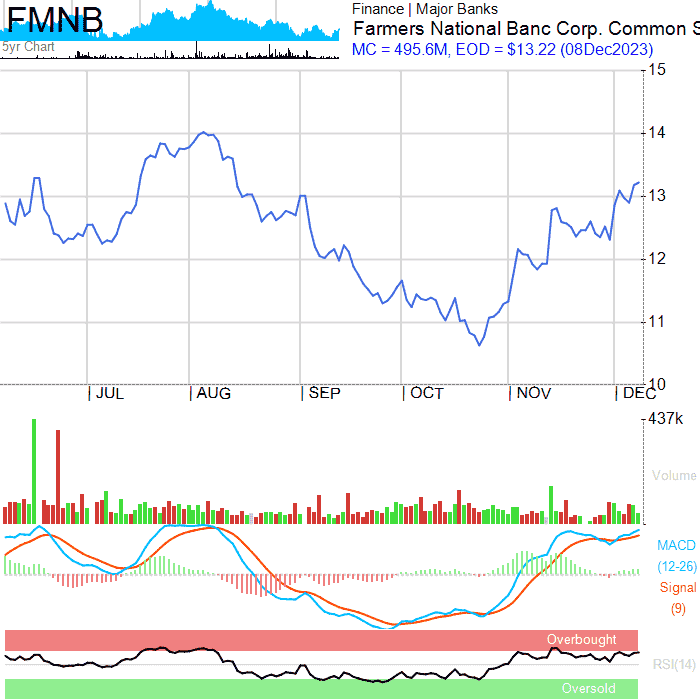 FMNB
5yr Chart
Finance | Major Banks
Farmers National Banc Corp. Common S
MC = 495.6M, EOD = $13.22 (08Dec2023)
15
14
13
12
11
10
JUL AUG SEP OCT NOV DEC
437k
Volume
MACD
(12-26)
Signal
(9)
Overbought
RSI(14)
Oversold